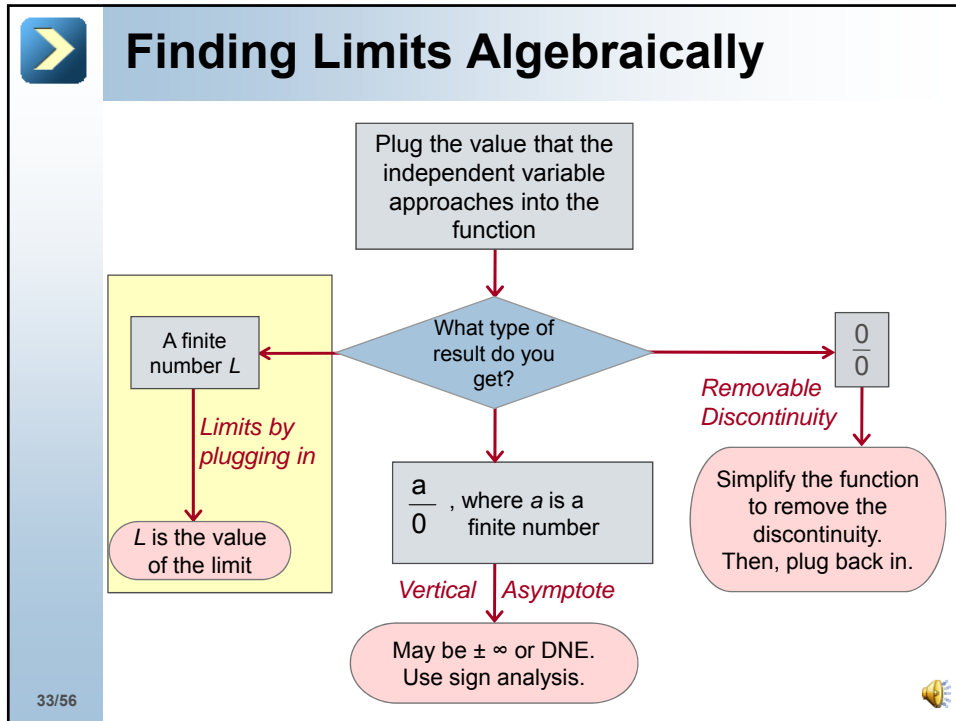 Finding Limits Algebraically
Plug the value that the
independent variable
approaches into the
function
What type of
result do you
get?
A finite
number L
Limits by
plugging in
L is the value
of the limit
a
0
, where a is a
finite number
Vertical
Asymptote
May be ± ∞ or DNE.
Use sign analysis.
0
0
Removable
Discontinuity
Simplify the function
to remove the
discontinuity.
Then, plug back in.
33/56